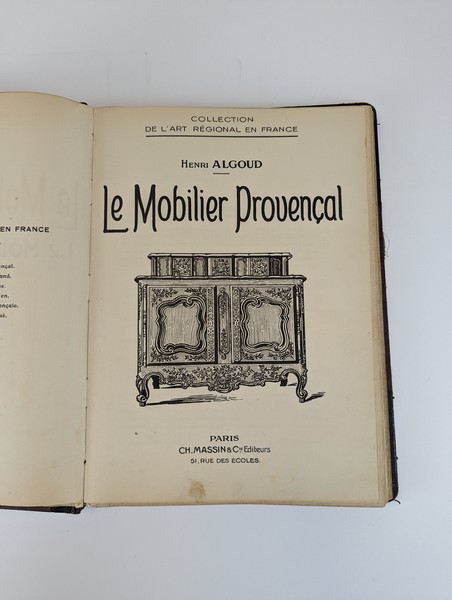 EN FRANCE
COLLECTION
DE L'ART RÉGIONAL EN FRANCE
HENRI ALGOUD
Le Mobilier Provençal
PARIS
CH. MASSIN & Cie Editeurs
51, RUE DES ÉCOLES.